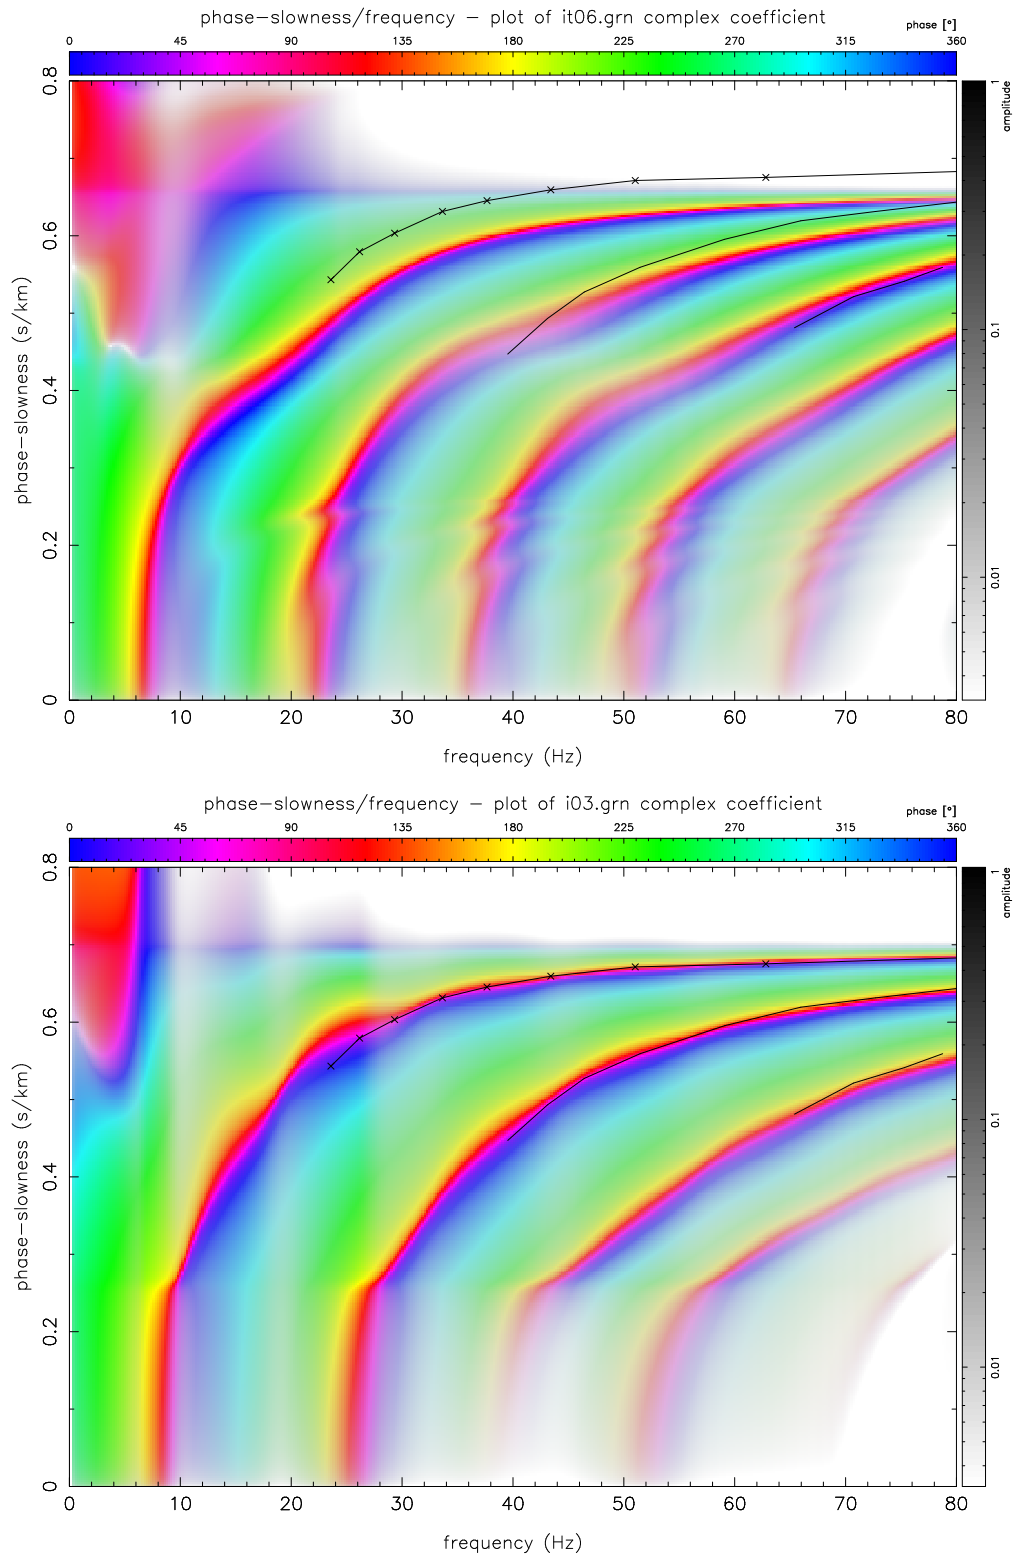 phase-slowness/frequency - plot of it06.grn complex coefficient
phase [°]
0 45 90 135 180 225 270 315 360
amplitude
1
0.1
0.01
phase-slowness (s/km)
0.8
0.6
0.4
0.2
0
0 10 20 30 40 50 60 70 80
frequency (Hz)
phase-slowness/frequency - plot of i03.grn complex coefficient
phase [°]
0 45 90 135 180 225 270 315 360
amplitude
1
0.1
0.01
phase-slowness (s/km)
0.8
0.6
0.4
0.2
0
0 10 20 30 40 50 60 70 80
frequency (Hz)